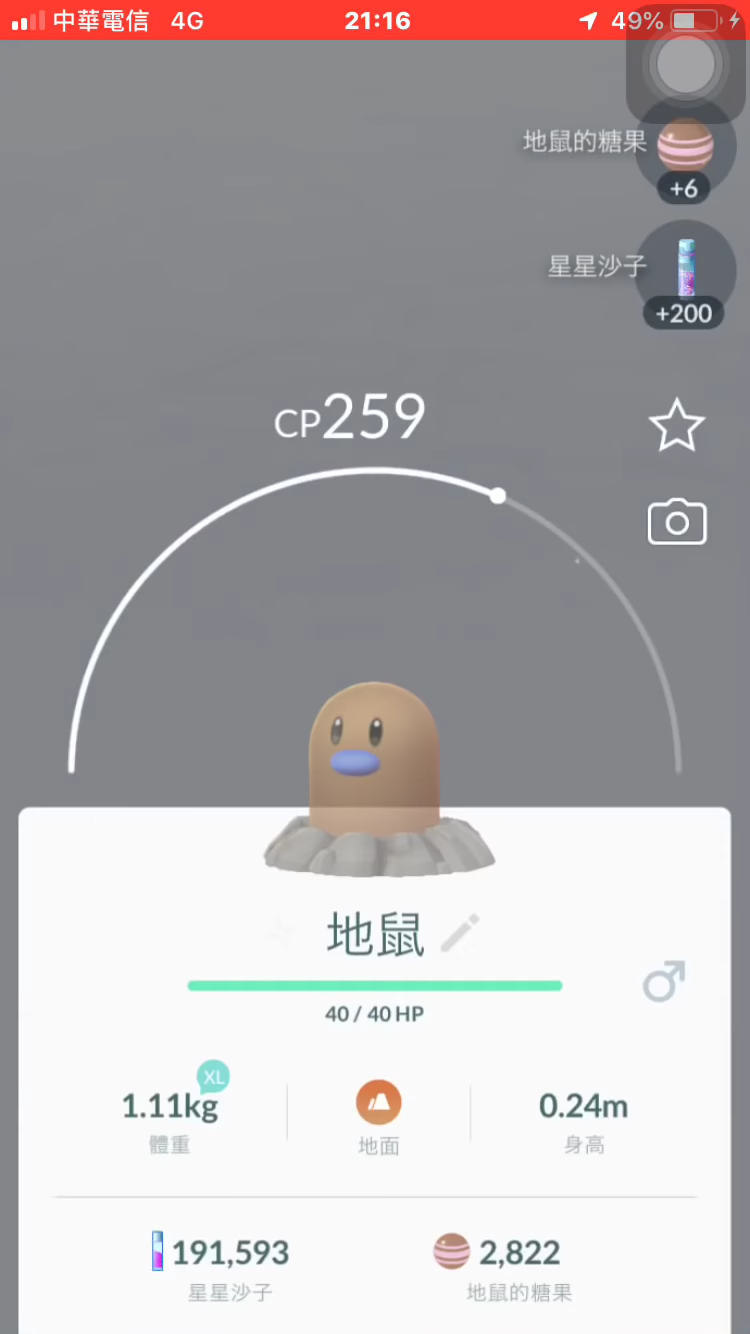 中華電信 4G 21:16 49%
地鼠的糖果
+6
星星沙子
+200
CP259
地鼠
40 / 40 HP
XL
1.11kg 0.24m
體重 地面 身高
191,593 2,822
星星沙子 地鼠的糖果